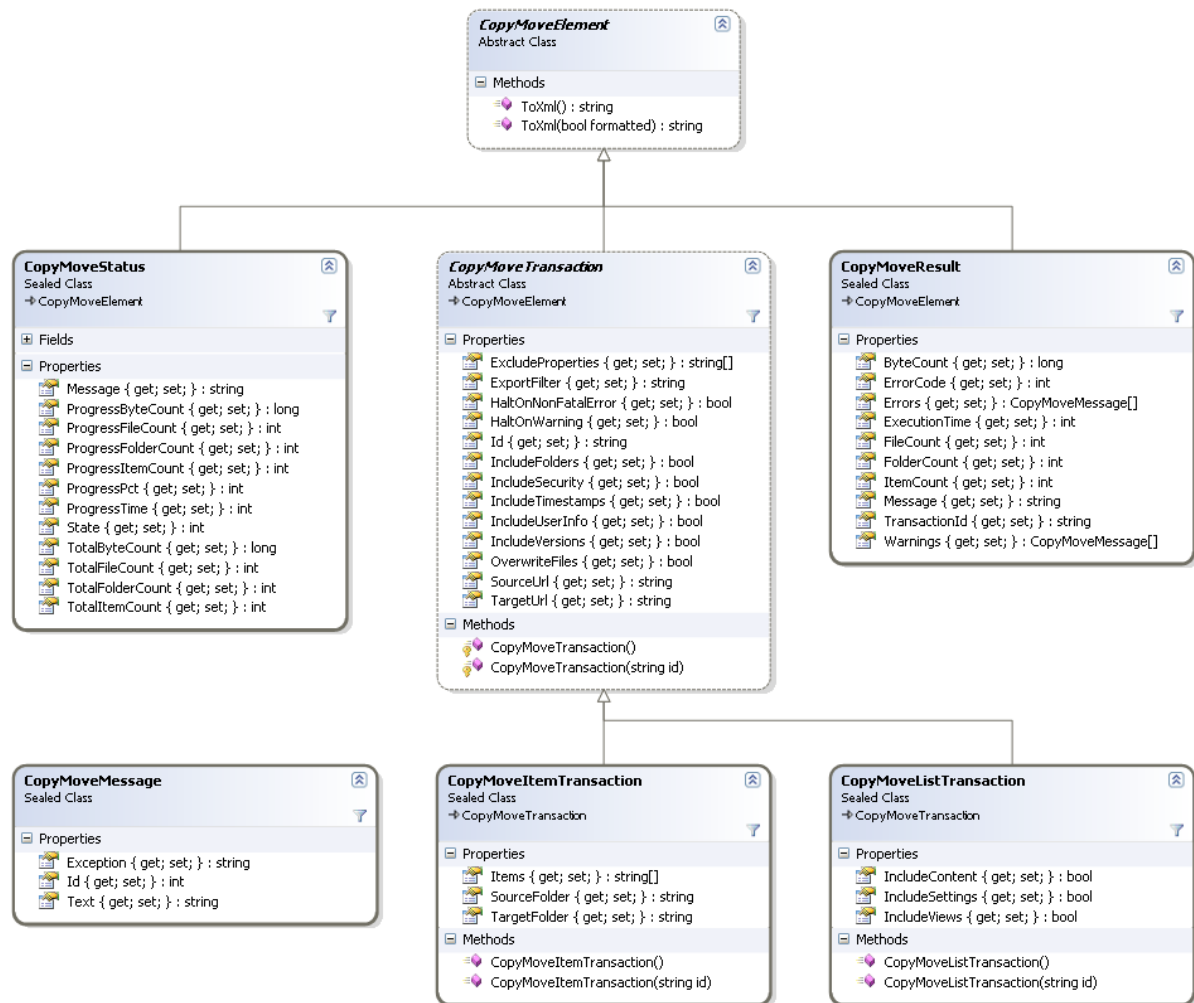 CopyMoveElement
Abstract Class
Methods
ToXml() : string
ToXml(bool formatted) : string
CopyMoveStatus
Sealed Class
CopyMoveElement
Fields
Properties
Message { get; set; } : string
ProgressByteCount { get; set; } : long
ProgressFileCount { get; set; } : int
ProgressFolderCount { get; set; } : int
ProgressItemCount { get; set; } : int
ProgressPct { get; set; } : int
ProgressTime { get; set; } : int
State { get; set; } : int
TotalByteCount { get; set; } : long
TotalFileCount { get; set; } : int
TotalFolderCount { get; set; } : int
TotalItemCount { get; set; } : int
CopyMoveTransaction
Abstract Class
CopyMoveElement
Properties
ExcludeProperties { get; set; } : string[]
ExportFilter { get; set; } : string
HaltOnNonFatalError { get; set; } : bool
HaltOnWarning { get; set; } : bool
Id { get; set; } : string
IncludeFolders { get; set; } : bool
IncludeSecurity { get; set; } : bool
IncludeTimestamps { get; set; } : bool
IncludeUserInfo { get; set; } : bool
IncludeVersions { get; set; } : bool
OverwriteFiles { get; set; } : bool
SourceUrl { get; set; } : string
TargetUrl { get; set; } : string
Methods
CopyMoveTransaction()
CopyMoveTransaction(string id)
CopyMoveResult
Sealed Class
CopyMoveElement
Properties
ByteCount { get; set; } : long
ErrorCode { get; set; } : int
Errors { get; set; } : CopyMoveMessage[]
ExecutionTime { get; set; } : int
FileCount { get; set; } : int
FolderCount { get; set; } : int
ItemCount { get; set; } : int
Message { get; set; } : string
TransactionId { get; set; } : string
Warnings { get; set; } : CopyMoveMessage[]
CopyMoveMessage
Sealed Class
Properties
Exception { get; set; } : string
Id { get; set; } : int
Text { get; set; } : string
CopyMoveItemTransaction
Sealed Class
CopyMoveTransaction
Properties
Items { get; set; } : string[]
SourceFolder { get; set; } : string
TargetFolder { get; set; } : string
Methods
CopyMoveItemTransaction()
CopyMoveItemTransaction(string id)
CopyMoveListTransaction
Sealed Class
CopyMoveTransaction
Properties
IncludeContent { get; set; } : bool
IncludeSettings { get; set; } : bool
IncludeViews { get; set; } : bool
Methods
CopyMoveListTransaction()
CopyMoveListTransaction(string id)